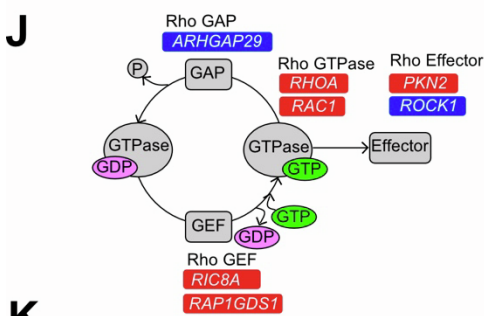 J
Rho GAP
ARHGAP29
P
GAP
Rho GTPase
RHOA
RAC1
Rho Effector
PKN2
ROCK1
GTPase
GDP
GTPase
GTP
Effector
GEF
GTP
GDP
Rho GEF
RIC8A
RAP1GDS1
K